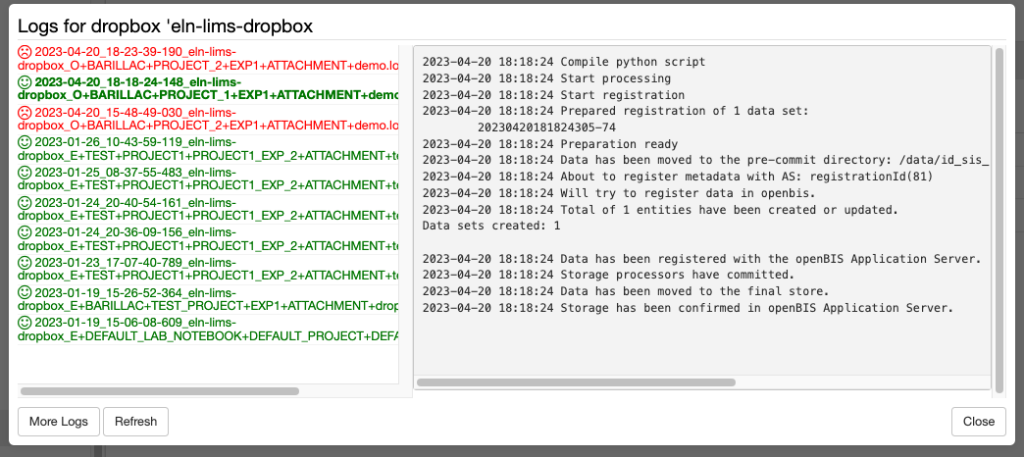 Logs for dropbox 'eln-lims-dropbox
2023-04-20_18-23-39-190_eln-lims-
dropbox_O+BARILLAC+PROJECT_2+EXP1+ATTACHMENT+demo.lo
2023-04-20_18-18-24-148_eln-lims-
dropbox_O+BARILLAC+PROJECT_1+EXP1+ATTACHMENT+demo
2023-04-20_15-48-49-030_eln-lims-
dropbox_O+BARILLAC+PROJECT_2+EXP1+ATTACHMENT+demo.lo
2023-01-26_10-43-59-119_eln-lims-
dropbox_E+TEST+PROJECT1+PROJECT1_EXP_2+ATTACHMENT+te
2023-01-25_08-37-55-483_eln-lims-
dropbox_E+TEST+PROJECT1+PROJECT1_EXP_2+ATTACHMENT+te
2023-01-24_20-40-54-161_eln-lims-
dropbox_E+TEST+PROJECT1+PROJECT1_EXP_2+ATTACHMENT+te
2023-01-24_20-36-09-156_eln-lims-
dropbox_E+TEST+PROJECT1+PROJECT1_EXP_2+ATTACHMENT+te
2023-01-23_17-07-40-789_eln-lims-
dropbox_E+TEST+PROJECT1+PROJECT1_EXP_2+ATTACHMENT+te
2023-01-19_15-26-52-364_eln-lims-
dropbox_E+BARILLAC+TEST_PROJECT+EXP1+ATTACHMENT+drop
2023-01-19_15-06-08-609_eln-lims-
dropbox_E+DEFAULT_LAB_NOTEBOOK+DEFAULT_PROJECT+DEFA
2023-04-20 18:18:24 Compile python script
2023-04-20 18:18:24 Start processing
2023-04-20 18:18:24 Start registration
2023-04-20 18:18:24 Prepared registration of 1 data set:
20230420181824305-74
2023-04-20 18:18:24 Preparation ready
2023-04-20 18:18:24 Data has been moved to the pre-commit directory: /data/id_sis_
2023-04-20 18:18:24 About to register metadata with AS: registrationId(81)
2023-04-20 18:18:24 Will try to register data in openbis.
2023-04-20 18:18:24 Total of 1 entities have been created or updated.
Data sets created: 1
2023-04-20 18:18:24 Data has been registered with the openBIS Application Server.
2023-04-20 18:18:24 Storage processors have committed.
2023-04-20 18:18:24 Data has been moved to the final store.
2023-04-20 18:18:24 Storage has been confirmed in openBIS Application Server.
More Logs
Refresh
Close